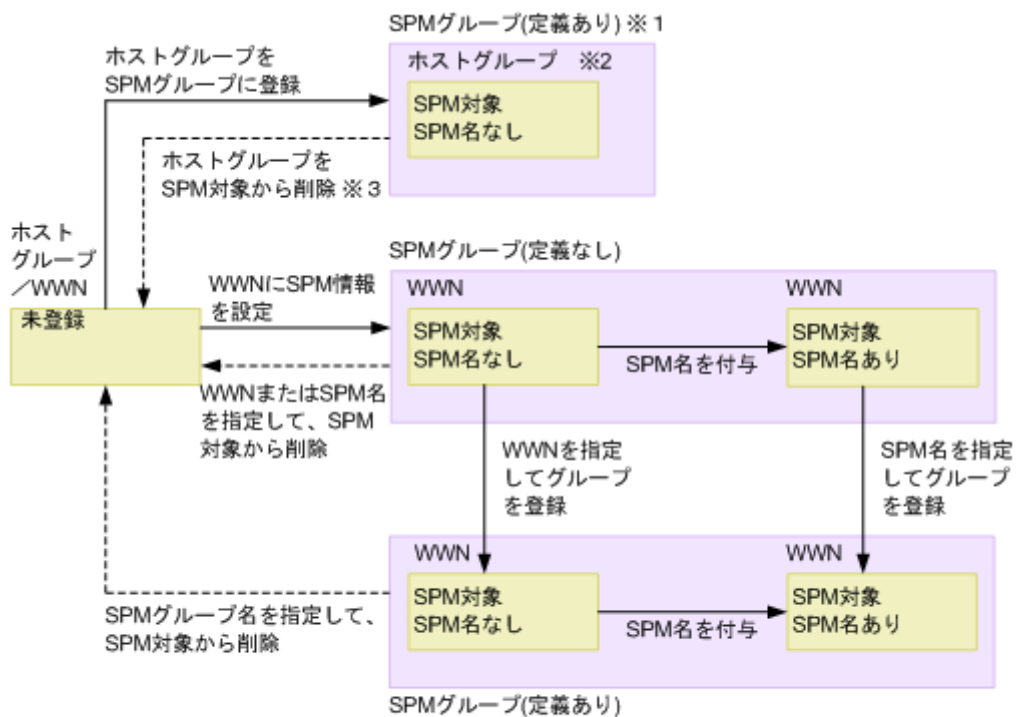 SPMグループ(定義あり) ※1
ホストグループを
SPMグループに登録
ホストグループ ※2
SPM対象
SPM名なし
ホストグループを
SPM対象から削除 ※3
ホスト
グループ
／WWN
未登録
SPMグループ(定義なし)
WWNにSPM情報
を設定
WWN
SPM対象
SPM名なし
SPM名を付与
WWN
SPM対象
SPM名あり
WWNまたはSPM名
を指定して、SPM
対象から削除
WWNを指定
してグループ
を登録
SPM名を指定
してグループ
を登録
WWN
SPM対象
SPM名なし
SPM名を付与
WWN
SPM対象
SPM名あり
SPMグループ名を指定して、
SPM対象から削除
SPMグループ(定義あり)